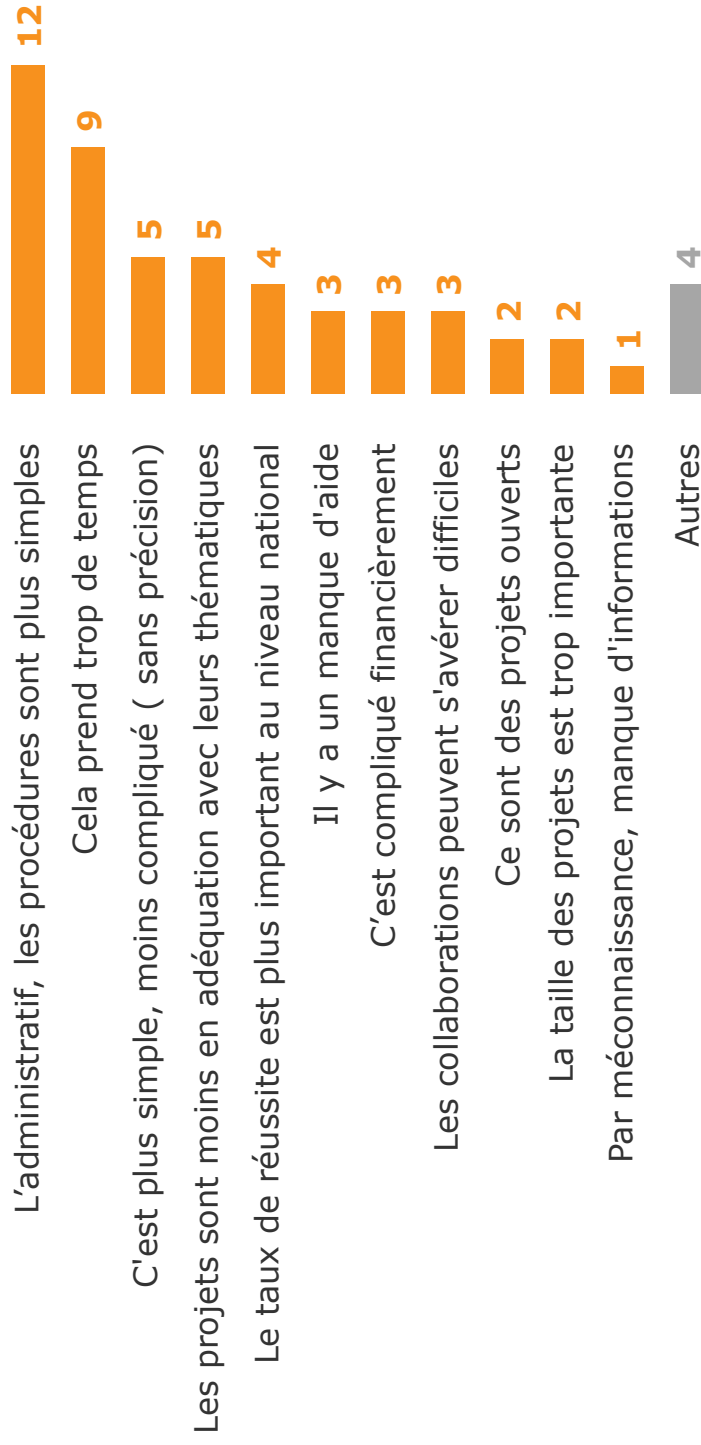 L’administratif, les procédures sont plus simples 12
Cela prend trop de temps 9
C'est plus simple, moins compliqué ( sans précision) 5
Les projets sont moins en adéquation avec leurs thématiques 5
Le taux de réussite est plus important au niveau national 4
Il y a un manque d'aide 3
C’est compliqué financièrement 3
Les collaborations peuvent s'avérer difficiles 3
Ce sont des projets ouverts 2
La taille des projets est trop importante 2
Par méconnaissance, manque d'informations 1
Autres 4